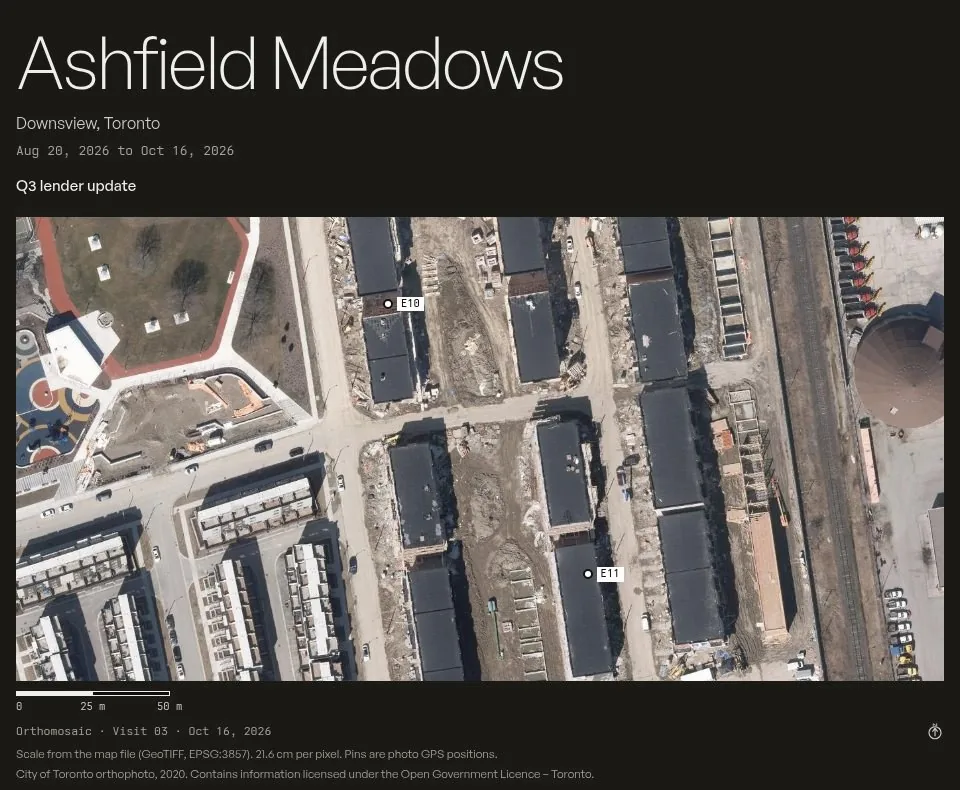 Ashfield Meadows
Downsview, Toronto
Aug 20, 2026 to Oct 16, 2026
Q3 lender update
E10
E11
0 25 m 50 m
Orthomosaic · Visit 03 · Oct 16, 2026
Scale from the map file (GeoTIFF, EPSG:3857). 21.6 cm per pixel. Pins are photo GPS positions.
City of Toronto orthophoto, 2020. Contains information licensed under the Open Government Licence – Toronto.